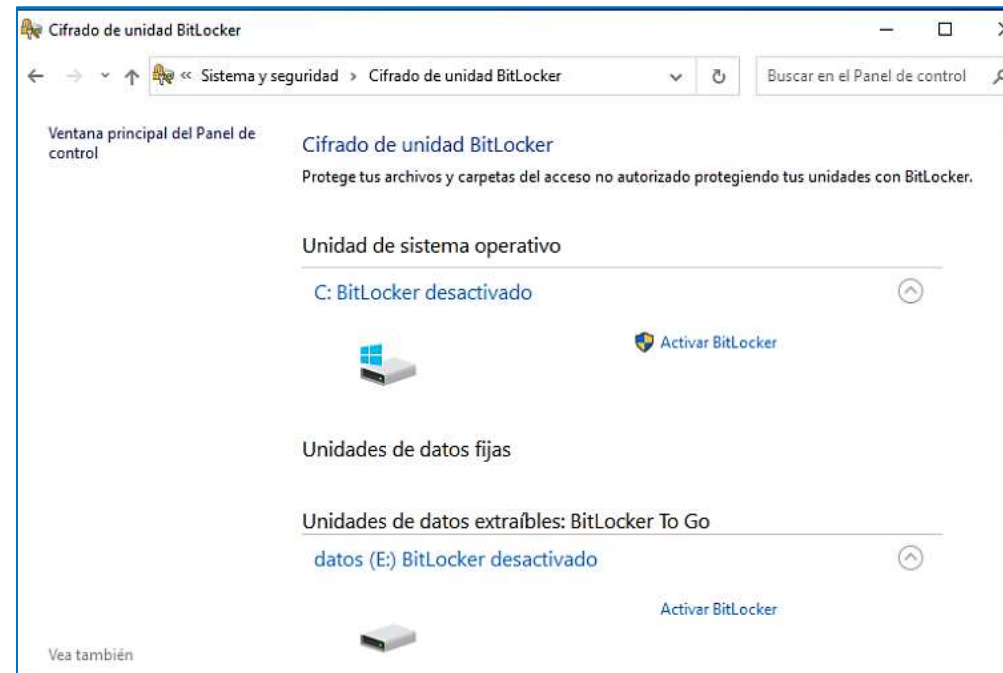 Cifrado de unidad BitLocker
« Sistema y seguridad › Cifrado de unidad BitLocker
Buscar en el Panel de control
Ventana principal del Panel de
control
Cifrado de unidad BitLocker
Protege tus archivos y carpetas del acceso no autorizado protegiendo tus unidades con BitLocker.
Unidad de sistema operativo
C: BitLocker desactivado
Activar BitLocker
Unidades de datos fijas
Unidades de datos extraíbles: BitLocker To Go
datos (E:) BitLocker desactivado
Activar BitLocker
Vea también